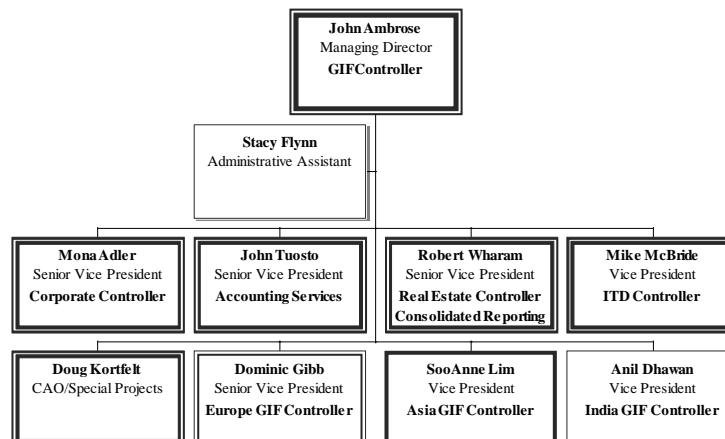 John Ambrose
Managing Director
GIF Controller
Stacy Flynn
Administrative Assistant
Mona Adler
Senior Vice President
Corporate Controller
John Tuosto
Senior Vice President
Accounting Services
Robert Wharam
Senior Vice President
Real Estate Controller
Consolidated Reporting
Mike McBride
Vice President
ITD Controller
Doug Kortfelt
CAO/Special Projects
Dominic Gibb
Senior Vice President
Europe GIF Controller
SooAnne Lim
Vice President
Asia GIF Controller
Anil Dhawan
Vice President
India GIF Controller